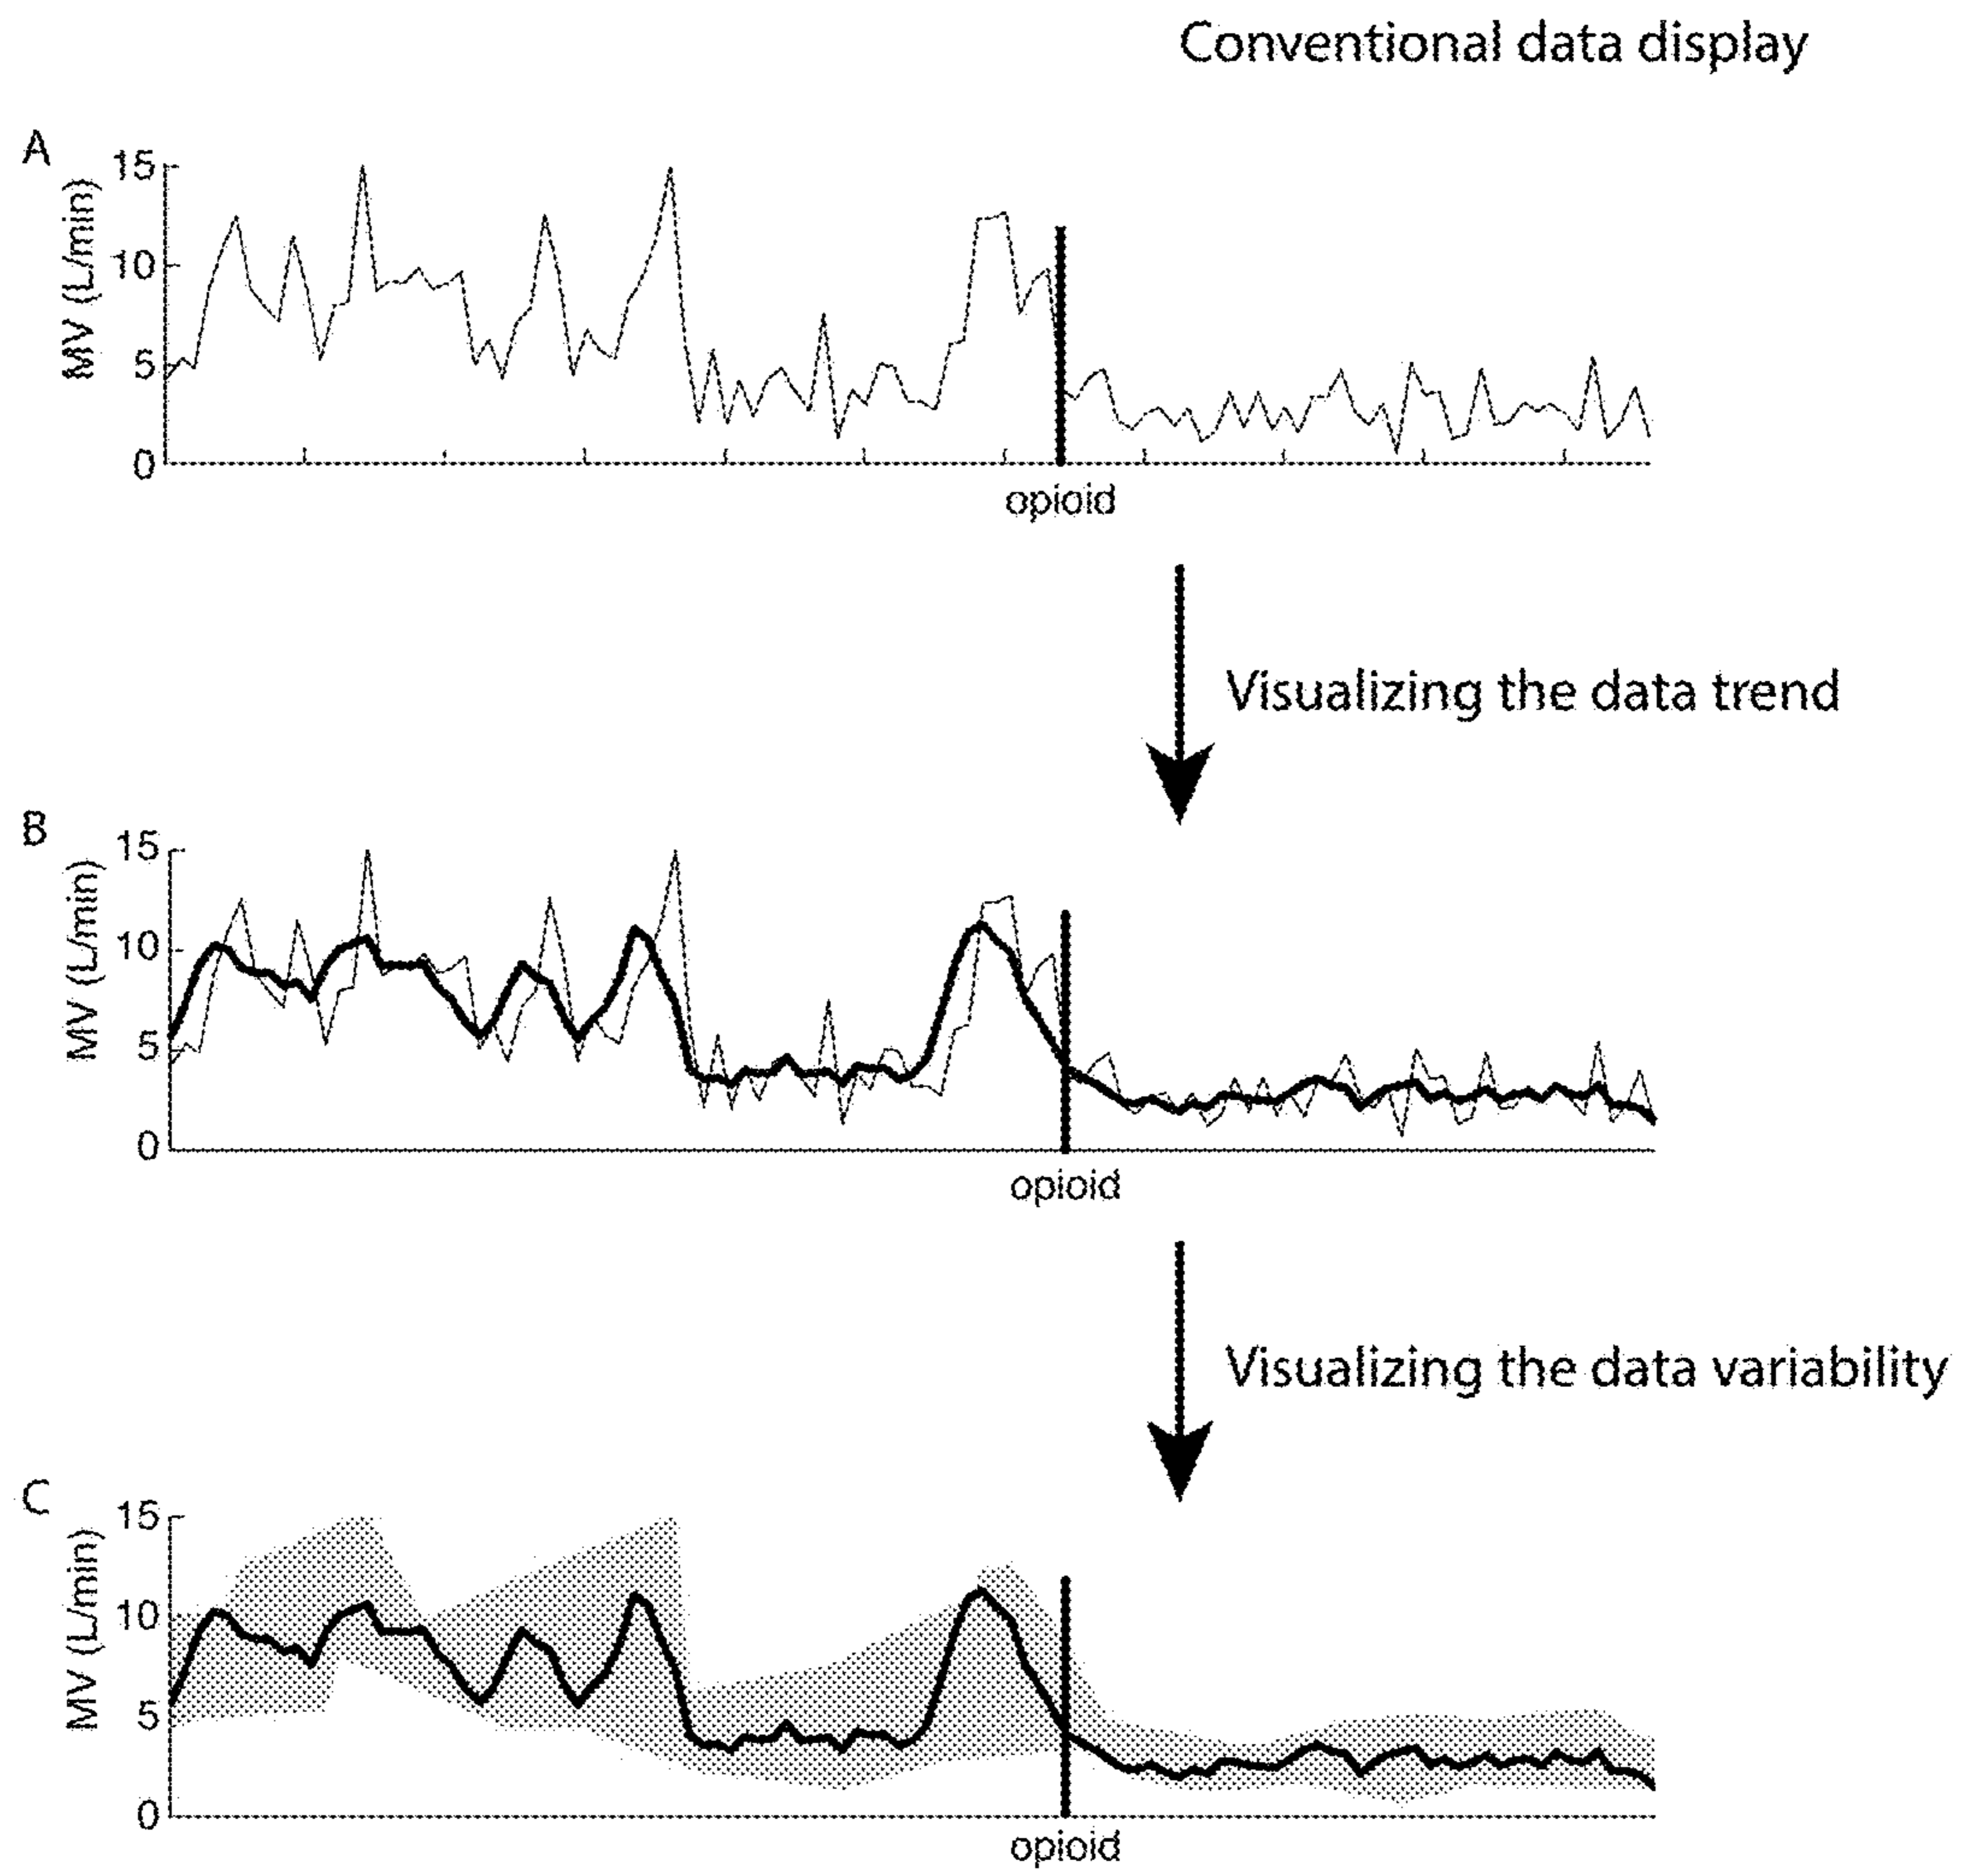 Conventional data display
A
MV (L/min)
15
10
5
0
opioid
Visualizing the data trend
B
MV (L/min)
15
10
5
0
opioid
Visualizing the data variability
C
MV (L/min)
15
10
5
0
opioid